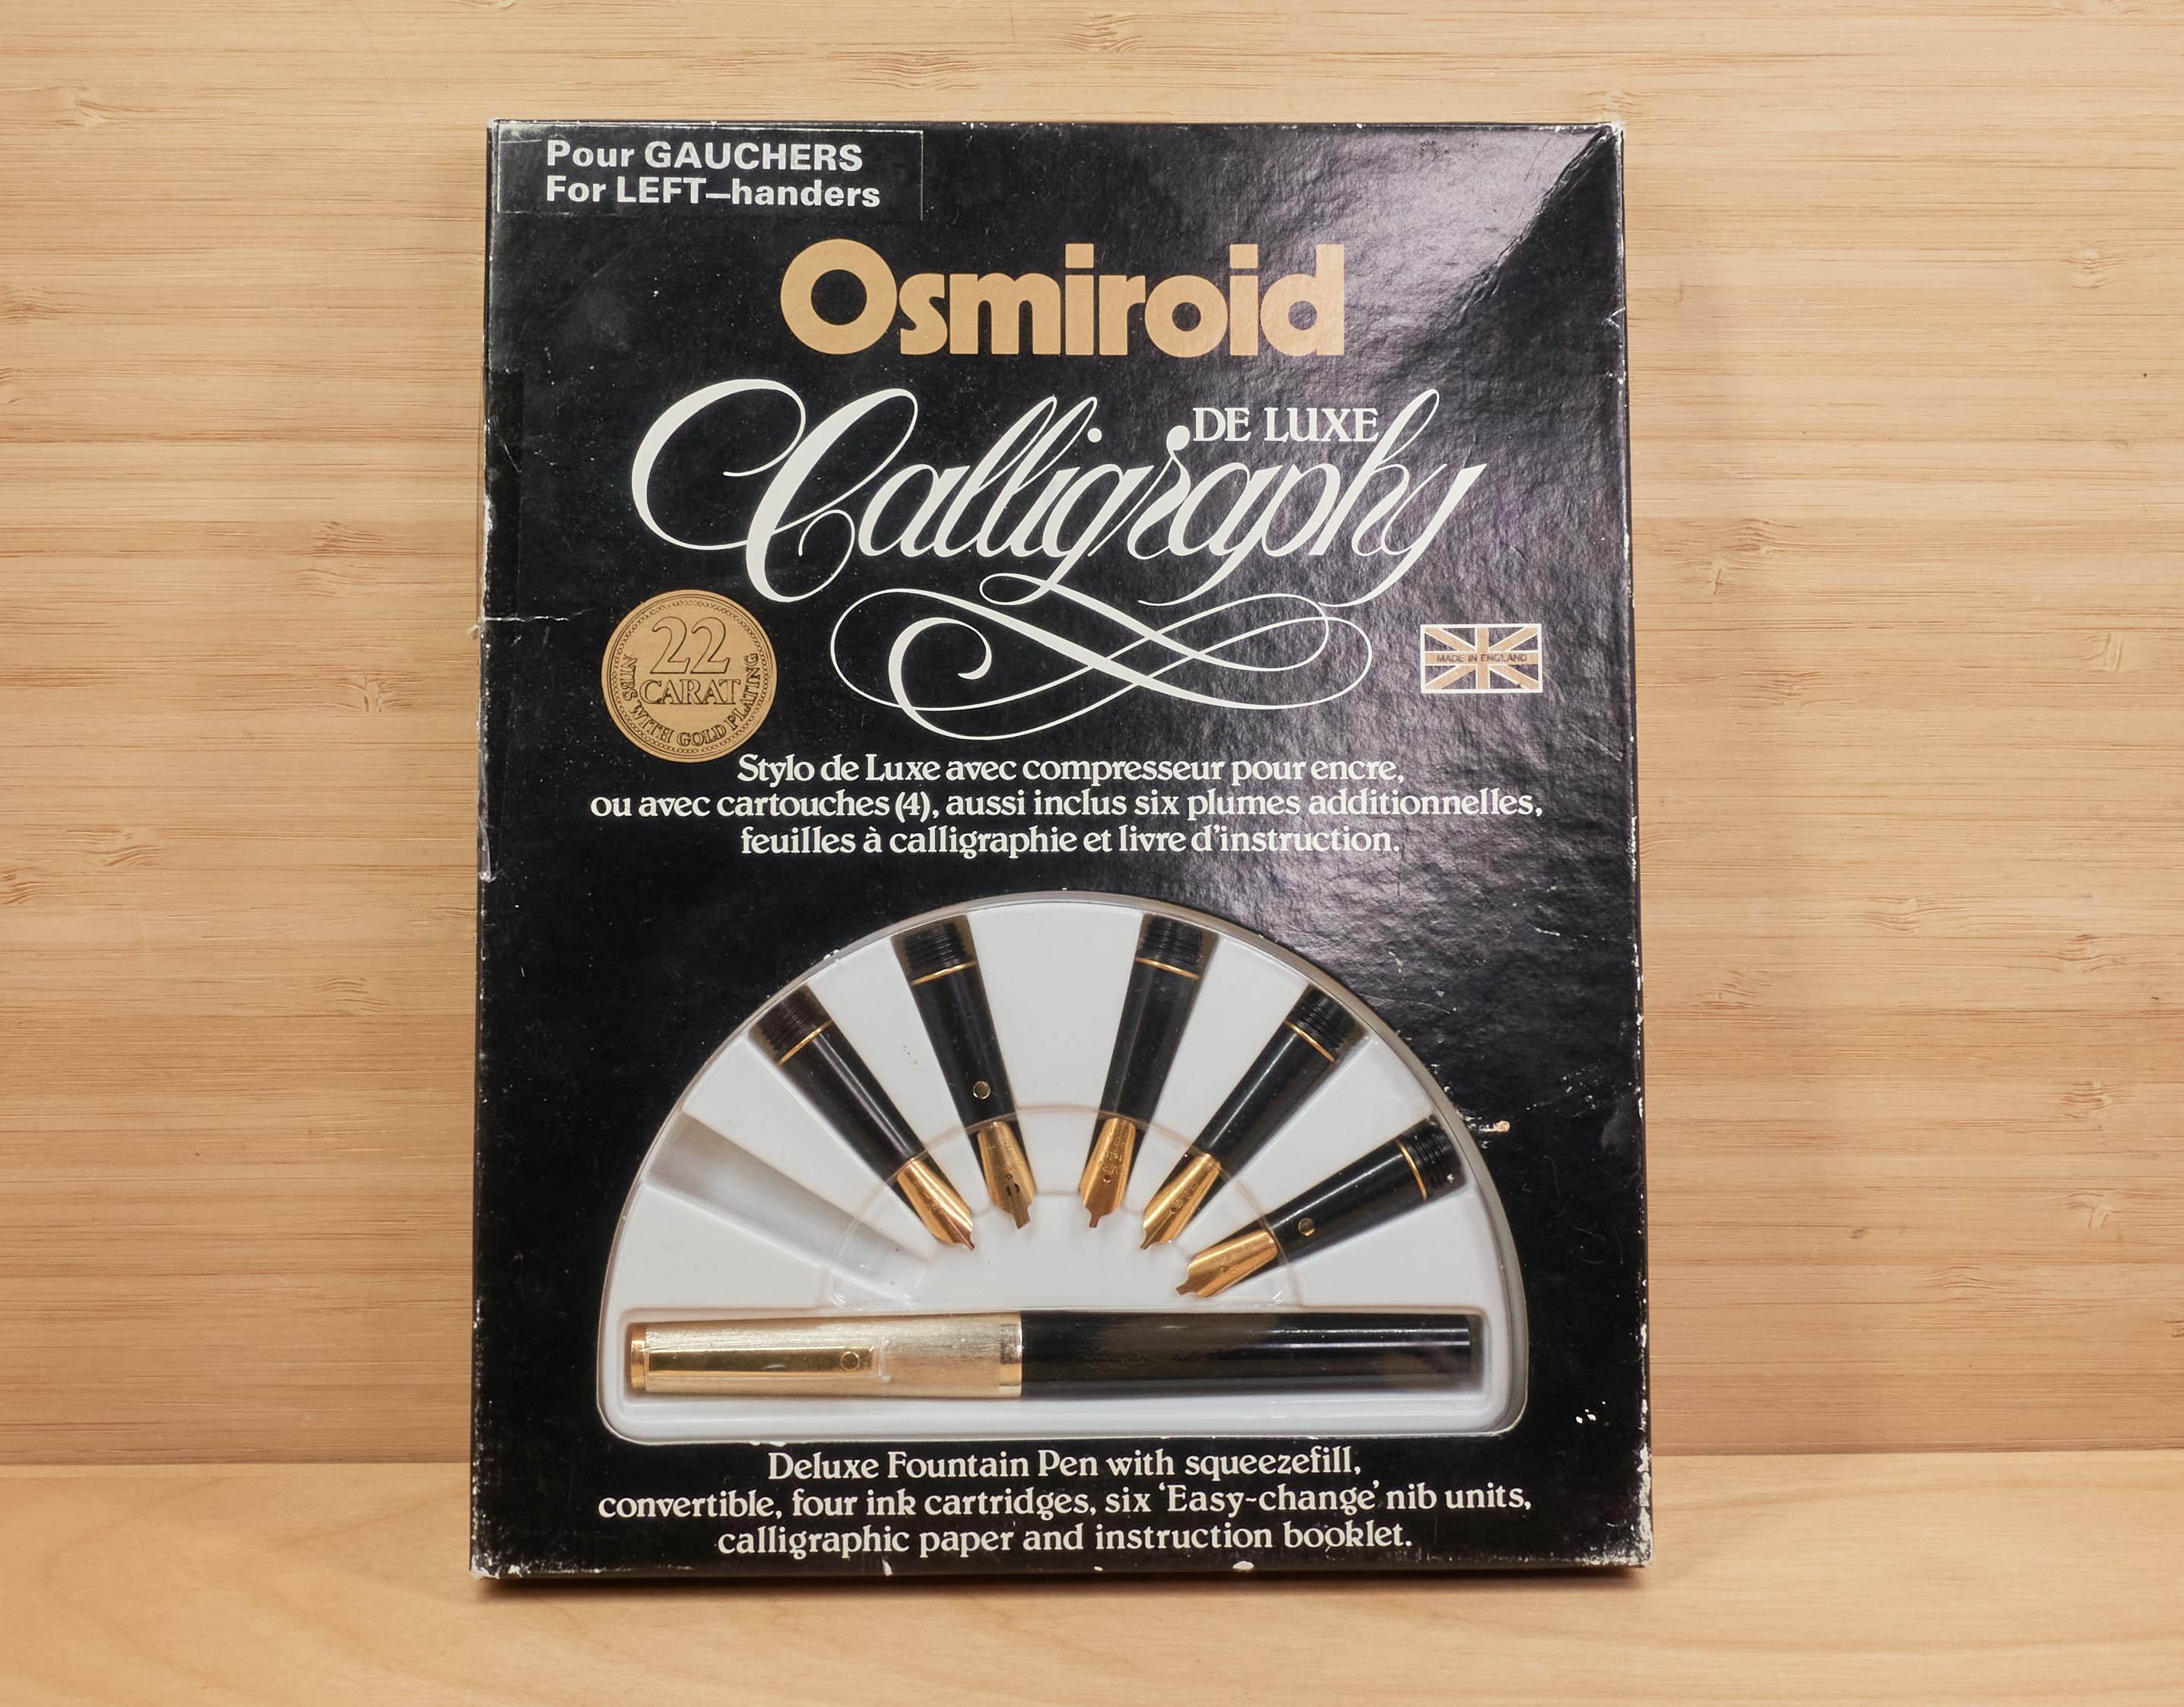 Pour GAUCHERS
For LEFT–handers
Osmiroid
DE LUXE
Calligraphy
22
CARAT
NIBS WITH GOLD PLATING
MADE IN ENGLAND
Stylo de Luxe avec compresseur pour encre,
ou avec cartouches (4), aussi inclus six plumes additionnelles,
feuilles à calligraphie et livre d'instruction.
Deluxe Fountain Pen with squeezefill,
convertible, four ink cartridges, six ‘Easy-change’ nib units,
calligraphic paper and instruction booklet.